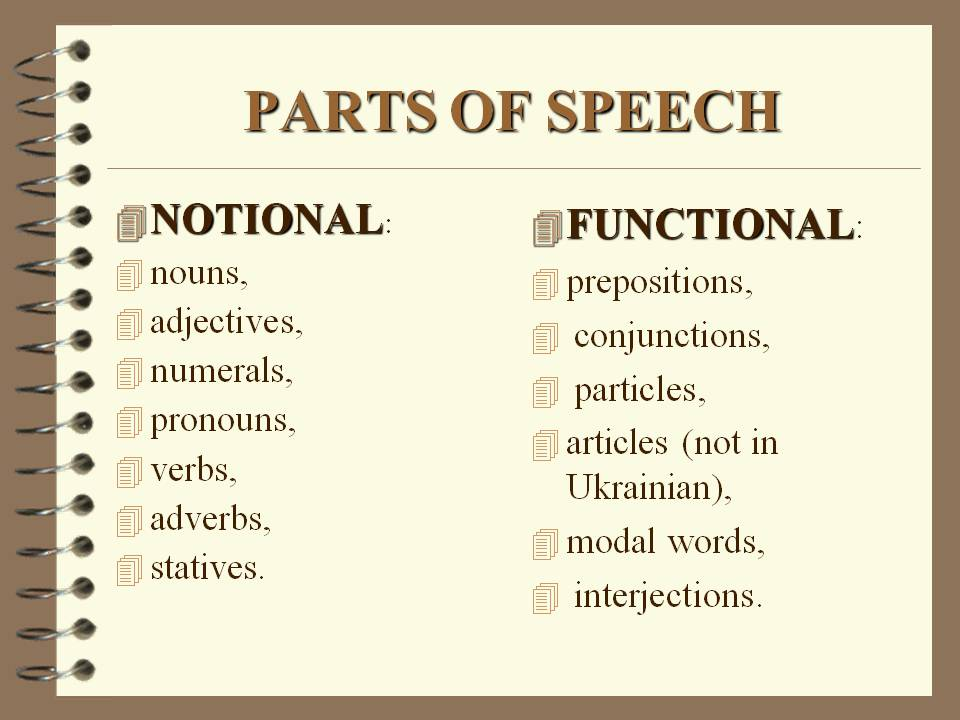 PARTS OF SPEECH
NOTIONAL:
nouns,
adjectives,
numerals,
pronouns,
verbs,
adverbs,
statives.
FUNCTIONAL:
prepositions,
conjunctions,
particles,
articles (not in
Ukrainian),
modal words,
interjections.